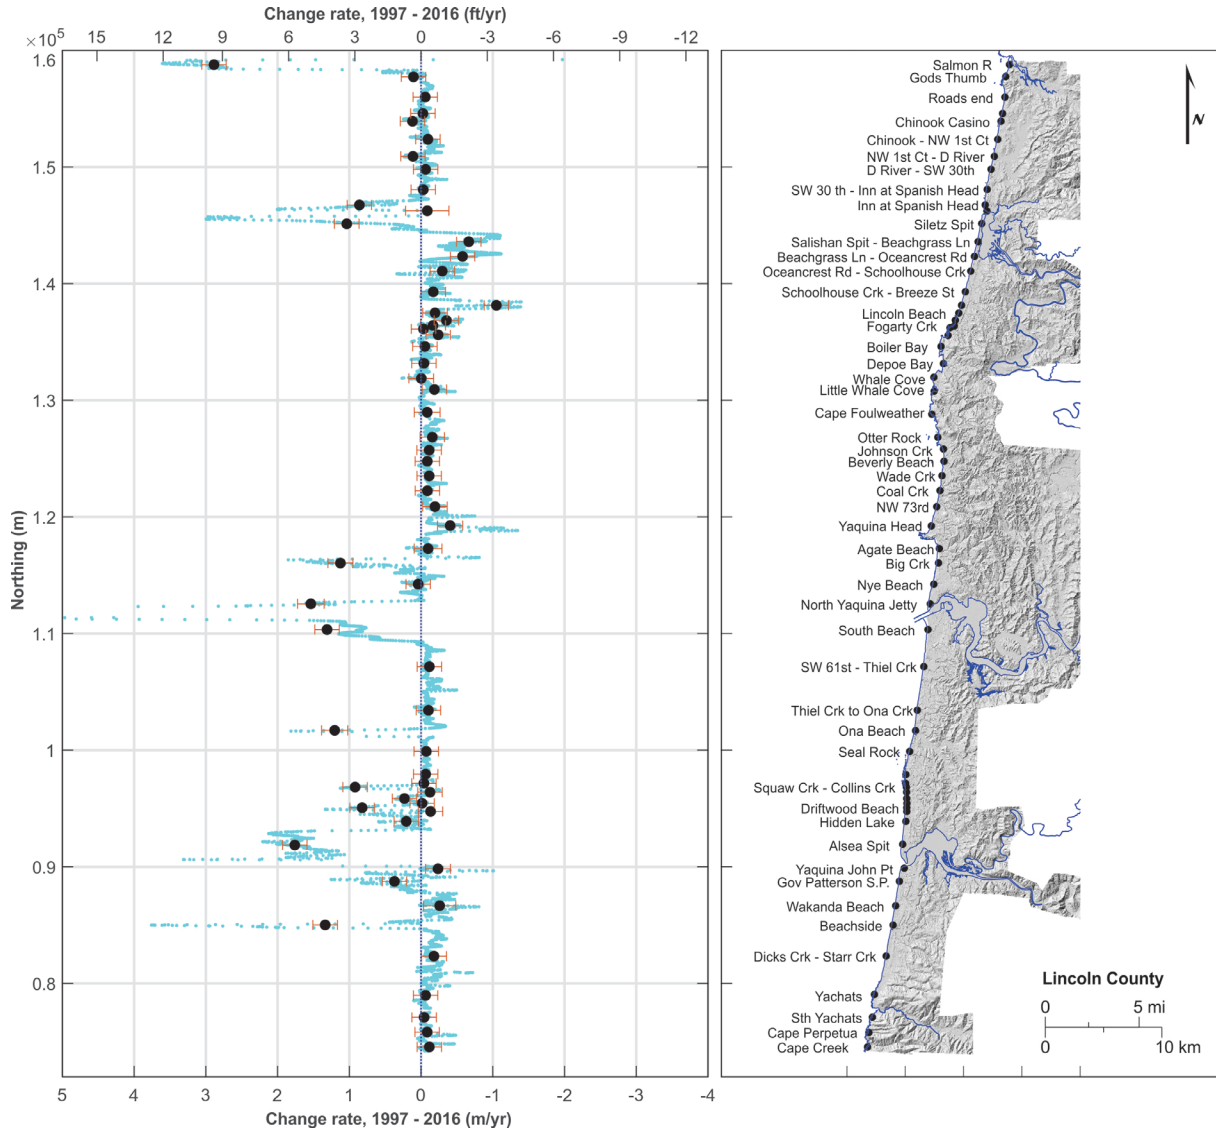 Change rate, 1997 - 2016 (ft/yr)
15 12 9 6 3 0 -3 -6 -9 -12
×10⁵
1.6
1.5
1.4
1.3
1.2
1.1
1
0.9
0.8
Northing (m)
5 4 3 2 1 0 -1 -2 -3 -4
Change rate, 1997 - 2016 (m/yr)
Salmon R
Gods Thumb
Roads end
Chinook Casino
Chinook - NW 1st Ct
NW 1st Ct - D River
D River - SW 30th
SW 30 th - Inn at Spanish Head
Inn at Spanish Head
Siletz Spit
Salishan Spit - Beachgrass Ln
Beachgrass Ln - Oceancrest Rd
Oceancrest Rd - Schoolhouse Crk
Schoolhouse Crk - Breeze St
Lincoln Beach
Fogarty Crk
Boiler Bay
Depoe Bay
Whale Cove
Little Whale Cove
Cape Foulweather
Otter Rock
Johnson Crk
Beverly Beach
Wade Crk
Coal Crk
NW 73rd
Yaquina Head
Agate Beach
Big Crk
Nye Beach
North Yaquina Jetty
South Beach
SW 61st - Thiel Crk
Thiel Crk to Ona Crk
Ona Beach
Seal Rock
Squaw Crk - Collins Crk
Driftwood Beach
Hidden Lake
Alsea Spit
Yaquina John Pt
Gov Patterson S.P.
Wakanda Beach
Beachside
Dicks Crk - Starr Crk
Yachats
Sth Yachats
Cape Perpetua
Cape Creek
N
Lincoln County
0 5 mi
0 10 km